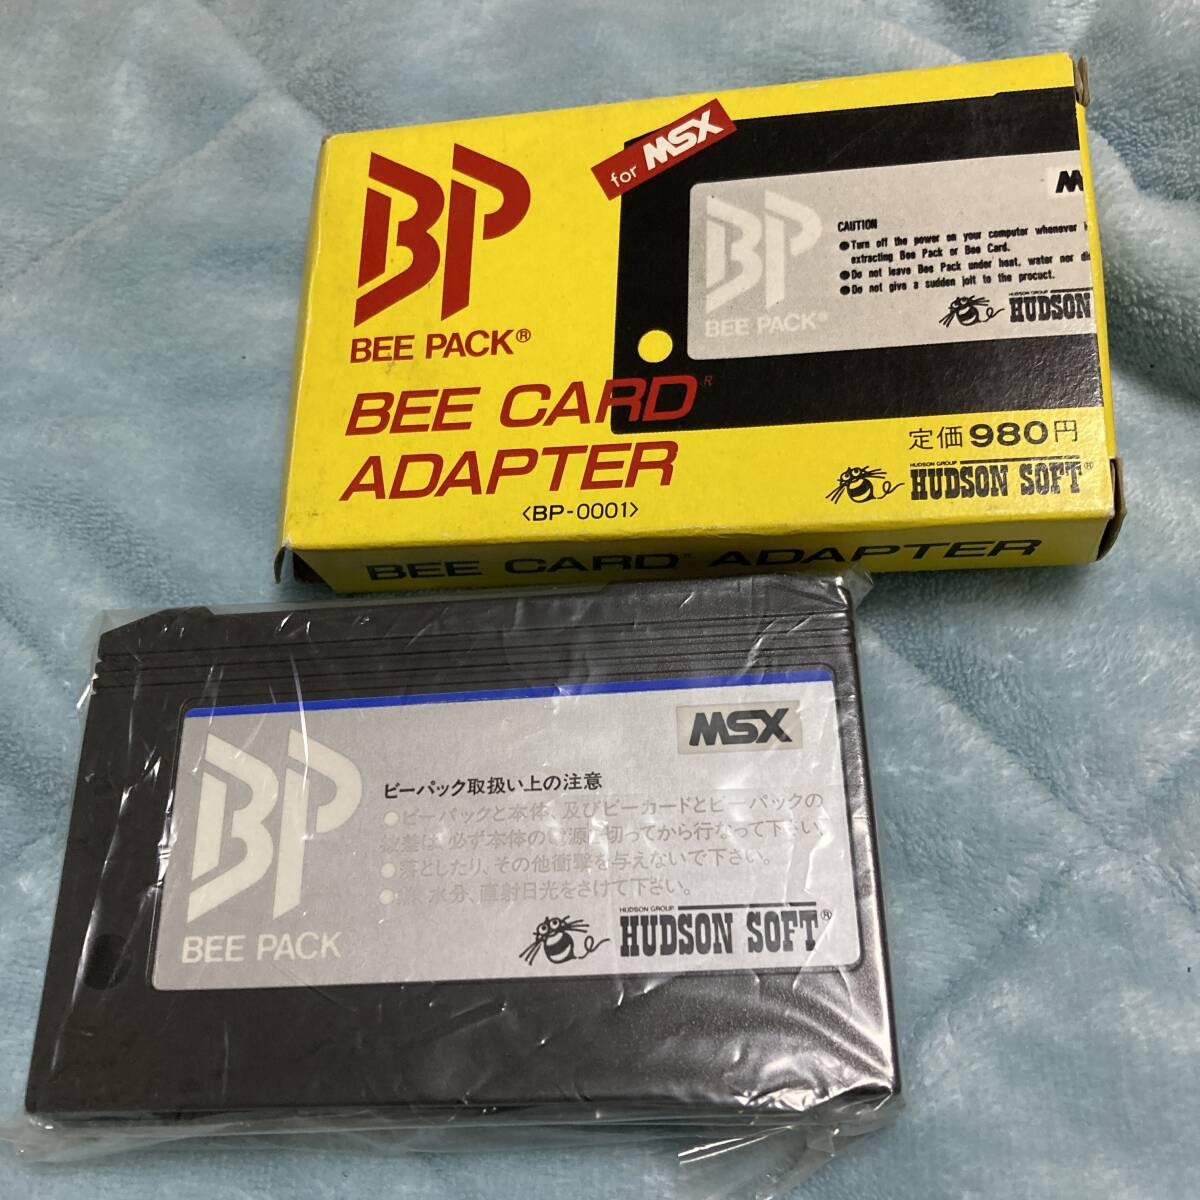 BP
BEE PACK®
for MSX
BEE CARD®
ADAPTER
<BP-0001>
BP
BEE PACK®
CAUTION
●Turn off the power on your computer whenever
extracting Bee Pack or Bee Card.
●Do not leave Bee Pack under heat, water nor
●Do not give a sudden jolt to the procuct.
HUDSON GROUP
HUDSON
定価980円
HUDSON GROUP
HUDSON SOFT®
BEE CARD® ADAPTER
BP
BEE PACK
MSX
ビーパック取扱い上の注意
●ビーパックと本体、及びビーカードとビーパックの
必ず本体の電源 切ってから行なって下さい。
●落としたり、その他衝撃を与えないで下さい。
● 水分、直射日光をさけて下さい。
HUDSON GROUP
HUDSON SOFT®